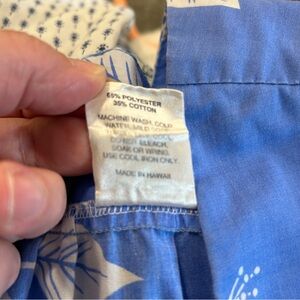 65% POLYESTER
35% COTTON
MACHINE WASH, COLD
WATER, MILD SOAP
DO NOT BLEACH,
SOAK OR WRING.
USE COOL IRON ONLY.
MADE IN HAWAII